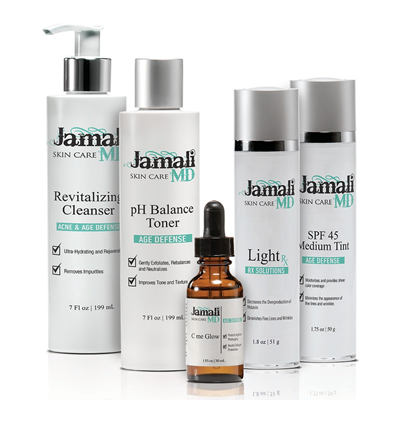 Jamali
SKIN CARE MD
Revitalizing
Cleanser
ACNE & AGE DEFENSE
Ultra-Hydrating and Rejuvenating
Removes Impurities
7 Fl oz | 199 mL
Jamali
SKIN CARE MD
pH Balance
Toner
AGE DEFENSE
Gently Exfoliates, Rebalances
and Neutralizes
Improves Tone and Texture
7 Fl oz | 199 mL
Jamali
MD
C me Glow
Jamali
SKIN CARE MD
Light Rx
RX SOLUTIONS
Decreases the Overproduction of
Diminishes Fine Lines and Wrinkles
1.8 oz | 51 g
Jamali
SKIN CARE MD
SPF 45
Medium Tint
AGE DEFENSE
Moisturizes and provides sheer
color coverage
Minimizes the appearance of
fine lines and wrinkles.
1.75 oz | 50 g